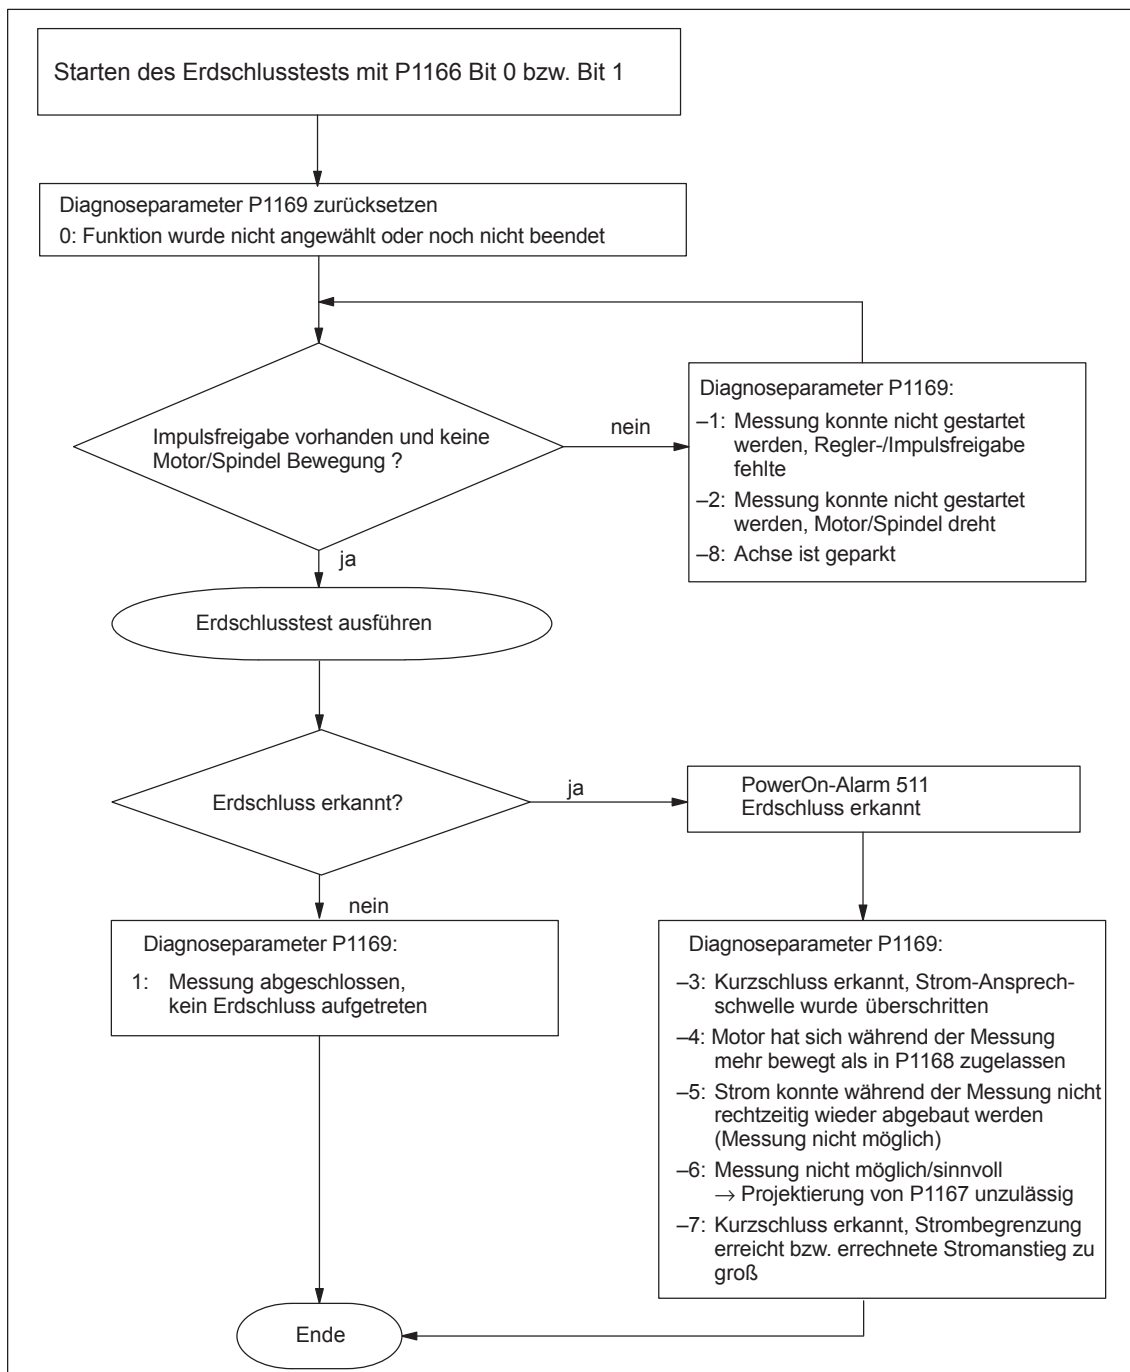 Starten des Erdschlusstests mit P1166 Bit 0 bzw. Bit 1
Diagnoseparameter P1169 zurücksetzen
0: Funktion wurde nicht angewählt oder noch nicht beendet
Impulsfreigabe vorhanden und keine
Motor/Spindel Bewegung ?
nein
Diagnoseparameter P1169:
–1: Messung konnte nicht gestartet
werden, Regler-/Impulsfreigabe
fehlte
–2: Messung konnte nicht gestartet
werden, Motor/Spindel dreht
–8: Achse ist geparkt
ja
Erdschlusstest ausführen
Erdschluss erkannt?
ja
PowerOn-Alarm 511
Erdschluss erkannt
nein
Diagnoseparameter P1169:
1: Messung abgeschlossen,
kein Erdschluss aufgetreten
Diagnoseparameter P1169:
–3: Kurzschluss erkannt, Strom-Ansprech-
schwelle wurde überschritten
–4: Motor hat sich während der Messung
mehr bewegt als in P1168 zugelassen
–5: Strom konnte während der Messung nicht
rechtzeitig wieder abgebaut werden
(Messung nicht möglich)
–6: Messung nicht möglich/sinnvoll
→ Projektierung von P1167 unzulässig
–7: Kurzschluss erkannt, Strombegrenzung
erreicht bzw. errechnete Stromanstieg zu
groß
Ende